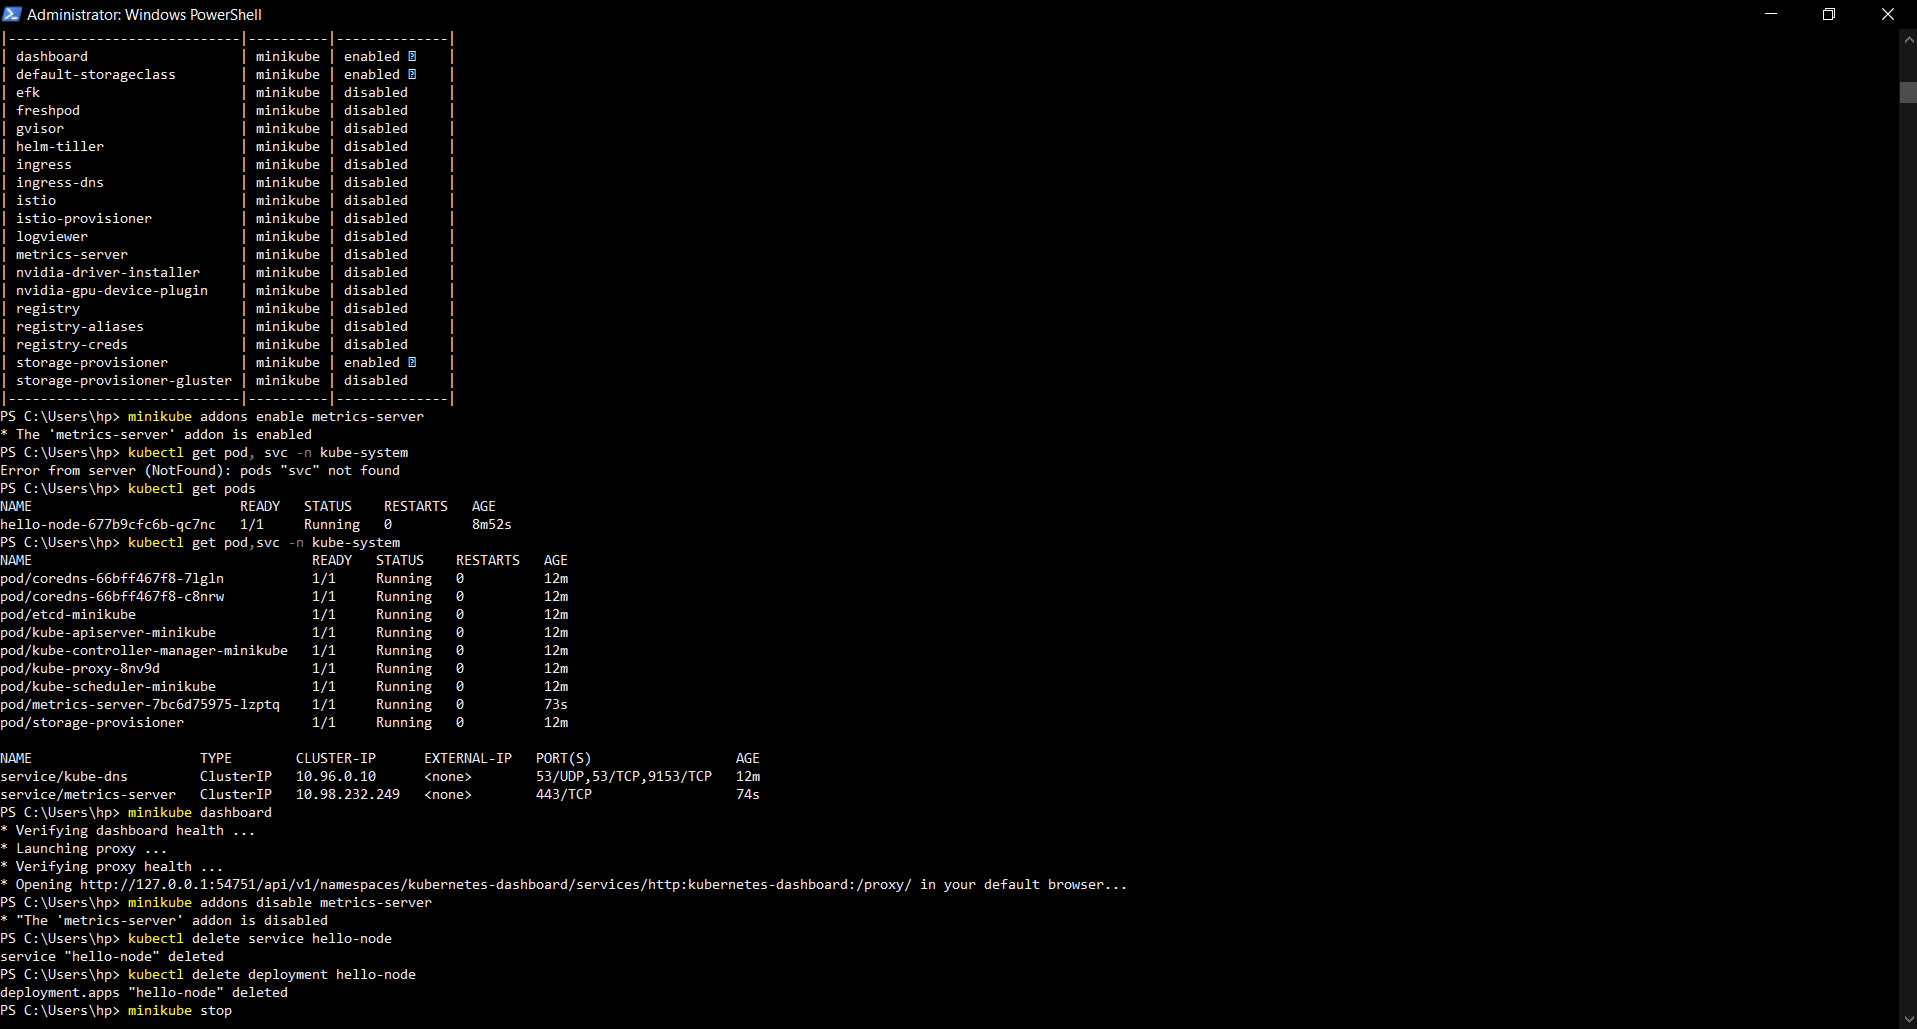 Administrator: Windows PowerShell
|-----------------------------|----------|--------------|
| dashboard                   | minikube | enabled     |
| default-storageclass        | minikube | enabled     |
| efk                         | minikube | disabled     |
| freshpod                    | minikube | disabled     |
| gvisor                      | minikube | disabled     |
| helm-tiller                 | minikube | disabled     |
| ingress                     | minikube | disabled     |
| ingress-dns                 | minikube | disabled     |
| istio                       | minikube | disabled     |
| istio-provisioner           | minikube | disabled     |
| logviewer                   | minikube | disabled     |
| metrics-server              | minikube | disabled     |
| nvidia-driver-installer     | minikube | disabled     |
| nvidia-gpu-device-plugin    | minikube | disabled     |
| registry                    | minikube | disabled     |
| registry-aliases            | minikube | disabled     |
| registry-creds              | minikube | disabled     |
| storage-provisioner         | minikube | enabled     |
| storage-provisioner-gluster | minikube | disabled     |
|-----------------------------|----------|--------------|
PS C:\Users\hp> minikube addons enable metrics-server
* The 'metrics-server' addon is enabled
PS C:\Users\hp> kubectl get pod, svc -n kube-system
Error from server (NotFound): pods "svc" not found
PS C:\Users\hp> kubectl get pods
NAME                          READY   STATUS    RESTARTS   AGE
hello-node-677b9cfc6b-qc7nc   1/1     Running   0          8m52s
PS C:\Users\hp> kubectl get pod,svc -n kube-system
NAME                                   READY   STATUS    RESTARTS   AGE
pod/coredns-66bff467f8-7lgln           1/1     Running   0          12m
pod/coredns-66bff467f8-c8nrw           1/1     Running   0          12m
pod/etcd-minikube                      1/1     Running   0          12m
pod/kube-apiserver-minikube            1/1     Running   0          12m
pod/kube-controller-manager-minikube   1/1     Running   0          12m
pod/kube-proxy-8nv9d                   1/1     Running   0          12m
pod/kube-scheduler-minikube            1/1     Running   0          12m
pod/metrics-server-7bc6d75975-lzptq    1/1     Running   0          73s
pod/storage-provisioner                1/1     Running   0          12m
NAME                     TYPE        CLUSTER-IP      EXTERNAL-IP   PORT(S)                  AGE
service/kube-dns         ClusterIP   10.96.0.10      <none>        53/UDP,53/TCP,9153/TCP   12m
service/metrics-server   ClusterIP   10.98.232.249   <none>        443/TCP                  74s
PS C:\Users\hp> minikube dashboard
* Verifying dashboard health ...
* Launching proxy ...
* Verifying proxy health ...
* Opening http://127.0.0.1:54751/api/v1/namespaces/kubernetes-dashboard/services/http:kubernetes-dashboard:/proxy/ in your default browser...
PS C:\Users\hp> minikube addons disable metrics-server
* "The 'metrics-server' addon is disabled
PS C:\Users\hp> kubectl delete service hello-node
service "hello-node" deleted
PS C:\Users\hp> kubectl delete deployment hello-node
deployment.apps "hello-node" deleted
PS C:\Users\hp> minikube stop